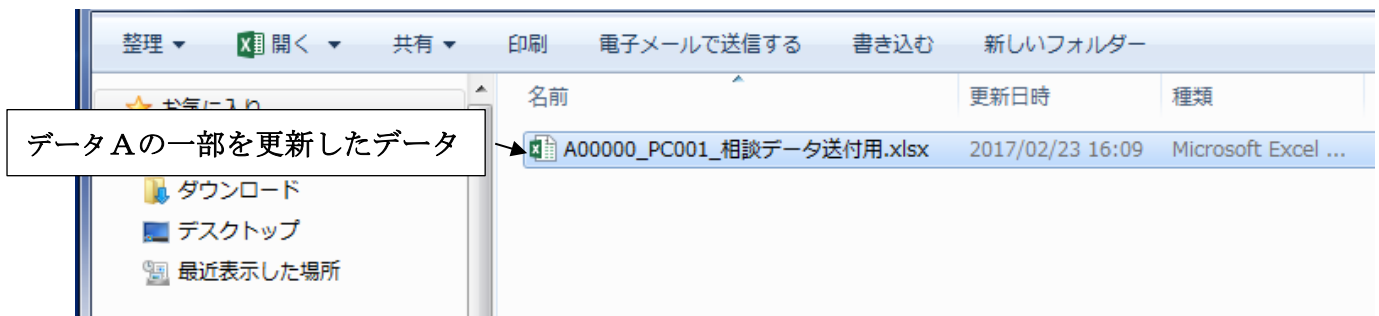 整理 ▼ 開く ▼ 共有 ▼ 印刷 電子メールで送信する 書き込む 新しいフォルダー
お気に入り
名前 更新日時 種類
データAの一部を更新したデータ
A00000_PC001_相談データ送付用.xlsx 2017/02/23 16:09 Microsoft Excel ...
ダウンロード
デスクトップ
最近表示した場所